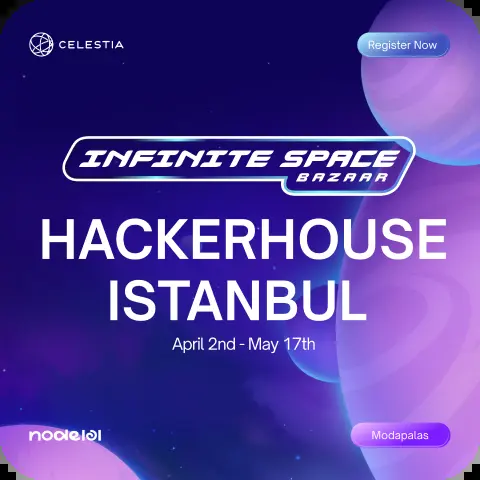 CELESTIA
Register Now
INFINITE SPACE
BAZAAR
HACKERHOUSE
ISTANBUL
April 2nd - May 17th
node101
Modapalas